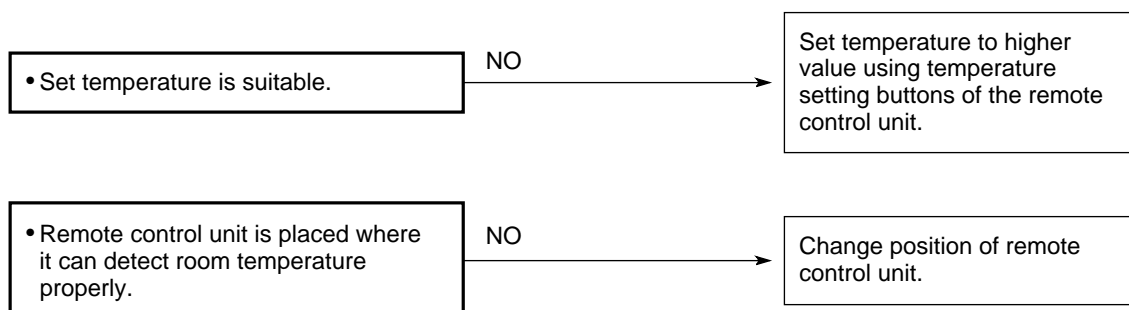 • Set temperature is suitable.
NO
Set temperature to higher
value using temperature
setting buttons of the remote
control unit.
• Remote control unit is placed where
it can detect room temperature
properly.
NO
Change position of remote
control unit.